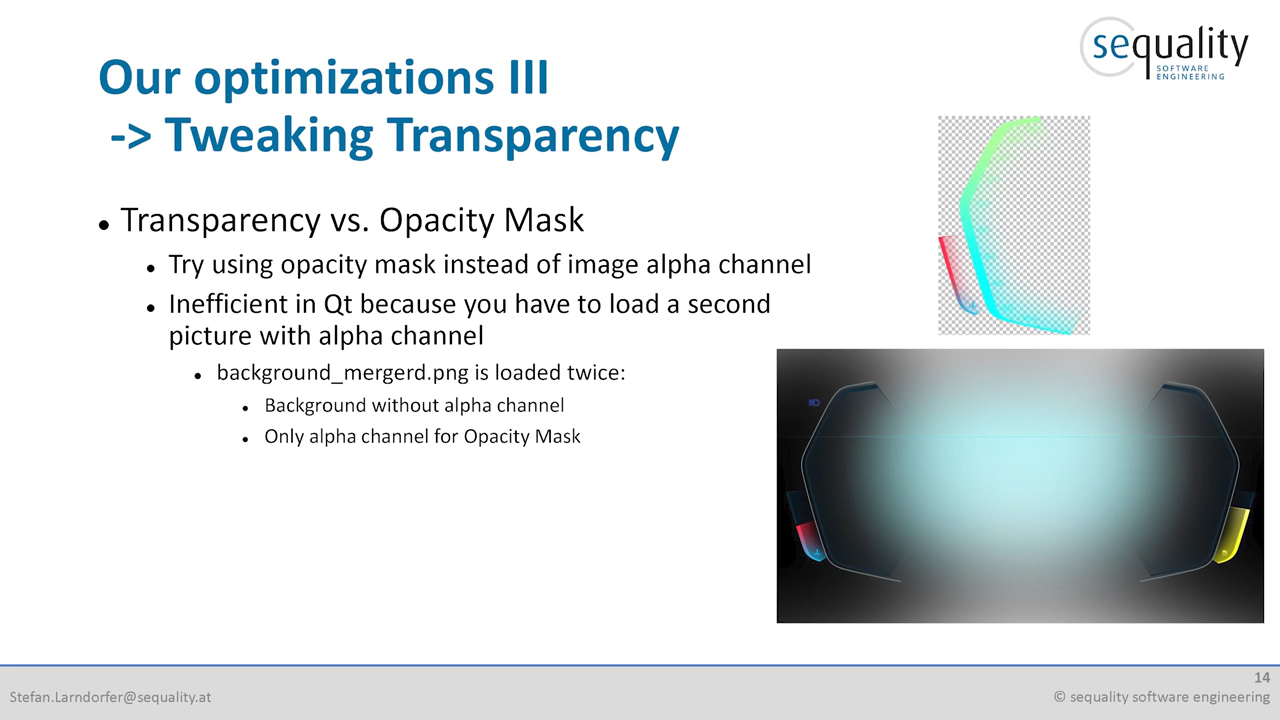 sequality
SOFTWARE
ENGINEERING
Our optimizations III
-> Tweaking Transparency
● Transparency vs. Opacity Mask
● Try using opacity mask instead of image alpha channel
● Inefficient in Qt because you have to load a second
picture with alpha channel
● background_mergerd.png is loaded twice:
● Background without alpha channel
● Only alpha channel for Opacity Mask
14
Stefan.Larndorfer@sequality.at
© sequality software engineering